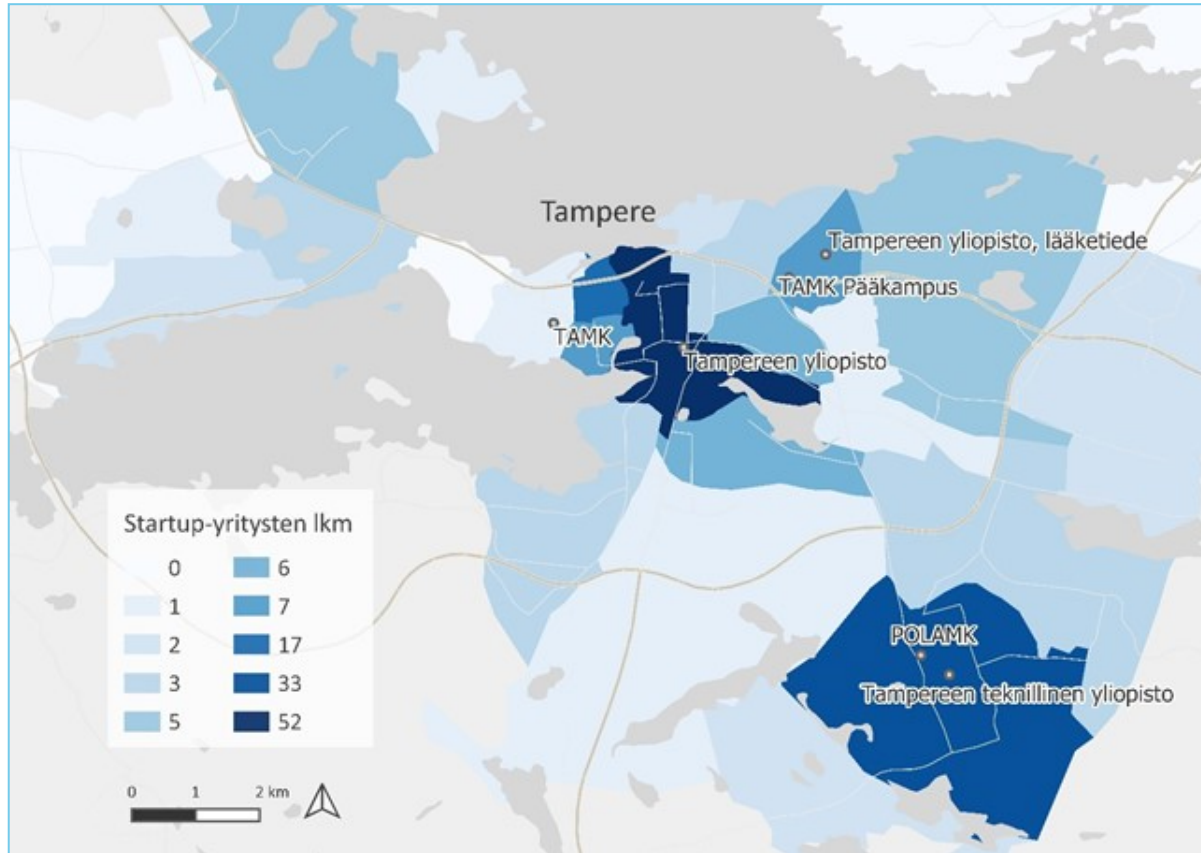 Tampere
Tampereen yliopisto, lääketiede
TAMK Pääkampus
TAMK
Tampereen yliopisto
Startup-yritysten lkm
0 6
1 7
2 17
3 33
5 52
POLAMK
Tampereen teknillinen yliopisto
0 1 2 km